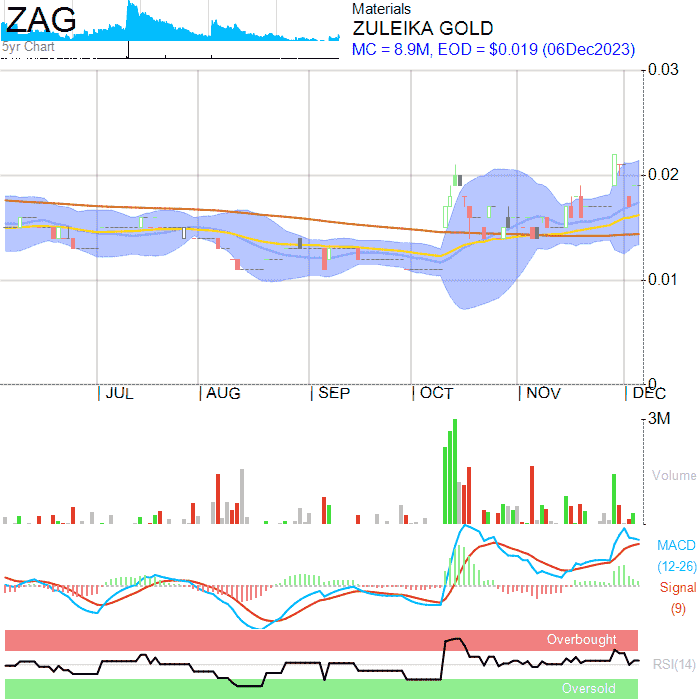 ZAG
5yr Chart
Materials
ZULEIKA GOLD
MC = 8.9M, EOD = $0.019 (06Dec2023)
0.03
0.02
0.01
0
JUL
AUG
SEP
OCT
NOV
DEC
3M
Volume
MACD
(12-26)
Signal
(9)
Overbought
RSI(14)
Oversold